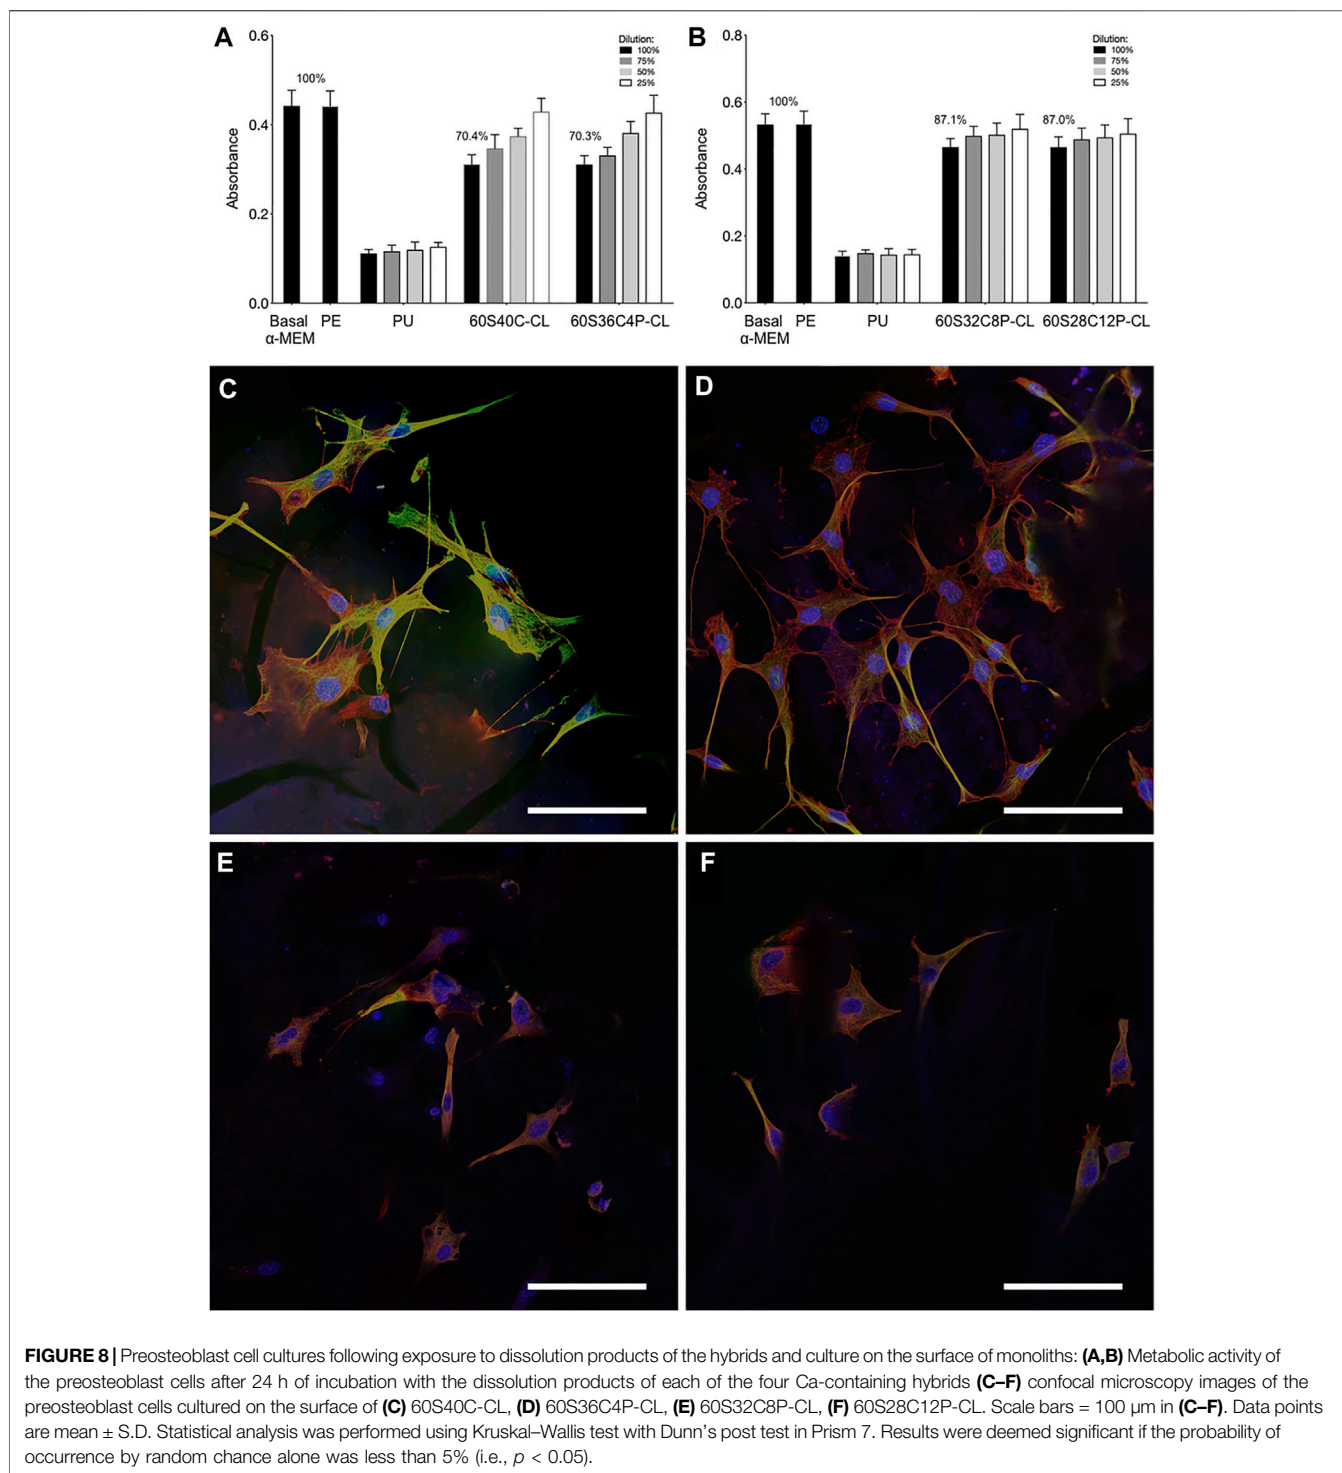 A
0.6
0.4
0.2
0.0
Absorbance
100%
70.4%
70.3%
Dilution:
100%
75%
50%
25%
Basal α-MEM
PE
PU
60S40C-CL
60S36C4P-CL
B
0.8
0.6
0.4
0.2
0.0
Absorbance
100%
87.1%
87.0%
Dilution:
100%
75%
50%
25%
Basal α-MEM
PE
PU
60S32C8P-CL
60S28C12P-CL
C
D
E
F
FIGURE 8 | Preosteoblast cell cultures following exposure to dissolution products of the hybrids and culture on the surface of monoliths: (A,B) Metabolic activity of
the preosteoblast cells after 24 h of incubation with the dissolution products of each of the four Ca-containing hybrids (C–F) confocal microscopy images of the
preosteoblast cells cultured on the surface of (C) 60S40C-CL, (D) 60S36C4P-CL, (E) 60S32C8P-CL, (F) 60S28C12P-CL. Scale bars = 100 μm in (C–F). Data points
are mean ± S.D. Statistical analysis was performed using Kruskal–Wallis test with Dunn's post test in Prism 7. Results were deemed significant if the probability of
occurrence by random chance alone was less than 5% (i.e., p < 0.05).